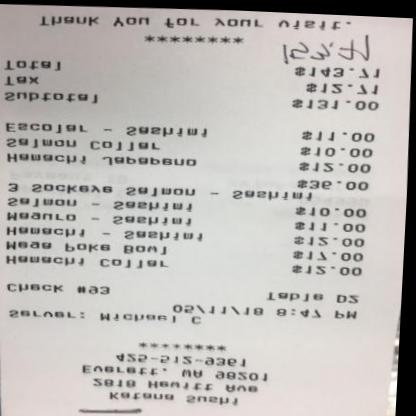 Katana Sushi
2818 Hewitt Ave
Everett, WA 98201
425-512-9361
********
Server: Michael C 05/11/18 8:47 PM
Check #93 Table D2
Hamachi Collar $12.00
Mega Poke Bowl $17.00
Hamachi - Sashimi $12.00
Maguro - Sashimi $11.00
Salmon - Sashimi $10.00
3 Sockeye Salmon - Sashimi $36.00
Hamachi Japapeno $12.00
Salmon Collar $10.00
Escolar - Sashimi $11.00
Subtotal $131.00
Tax $12.71
Total $143.71
********
Thank You for your visit.